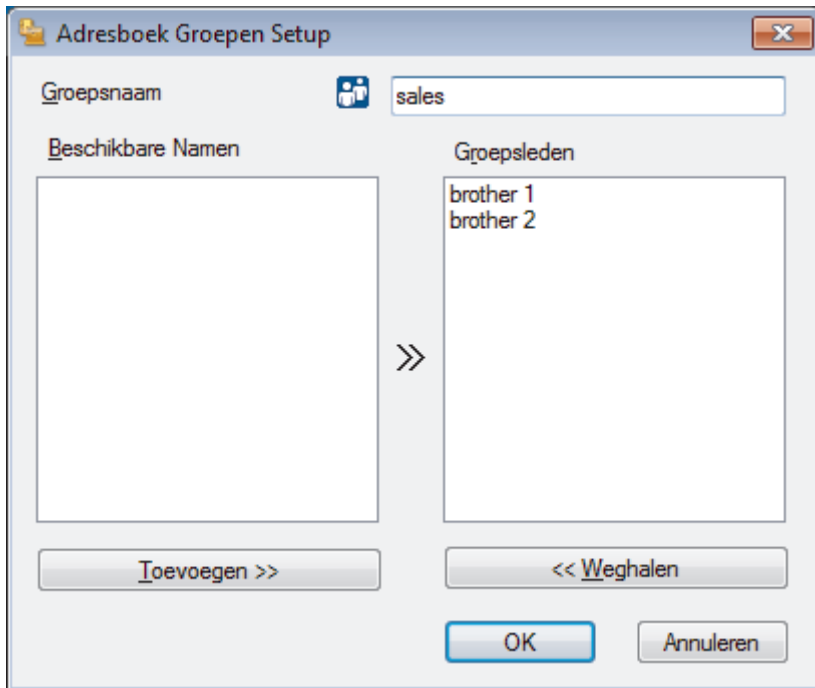 Adresboek Groepen Setup
Groepsnaam
sales
Beschikbare Namen
Groepsleden
brother 1
brother 2
Toevoegen >>
<< Weghalen
OK
Annuleren